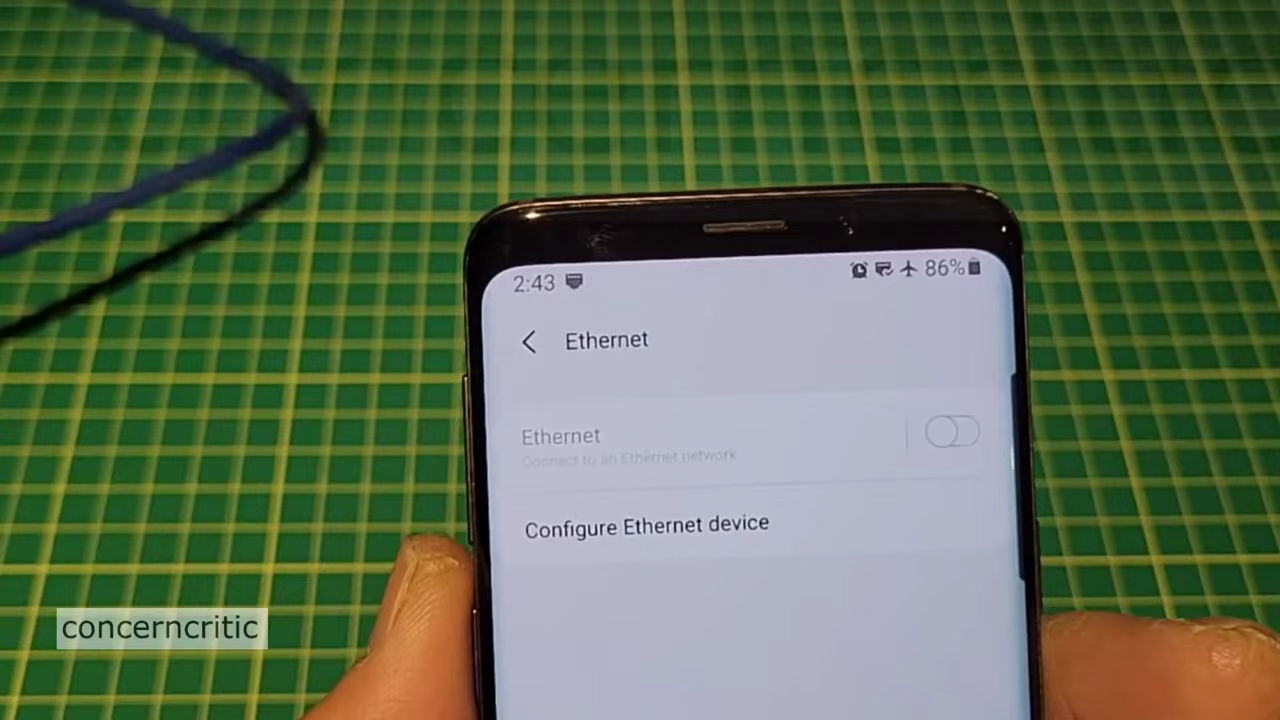 2:43
86%
Ethernet
Ethernet
Connect to an Ethernet network
Configure Ethernet device
concerncritic